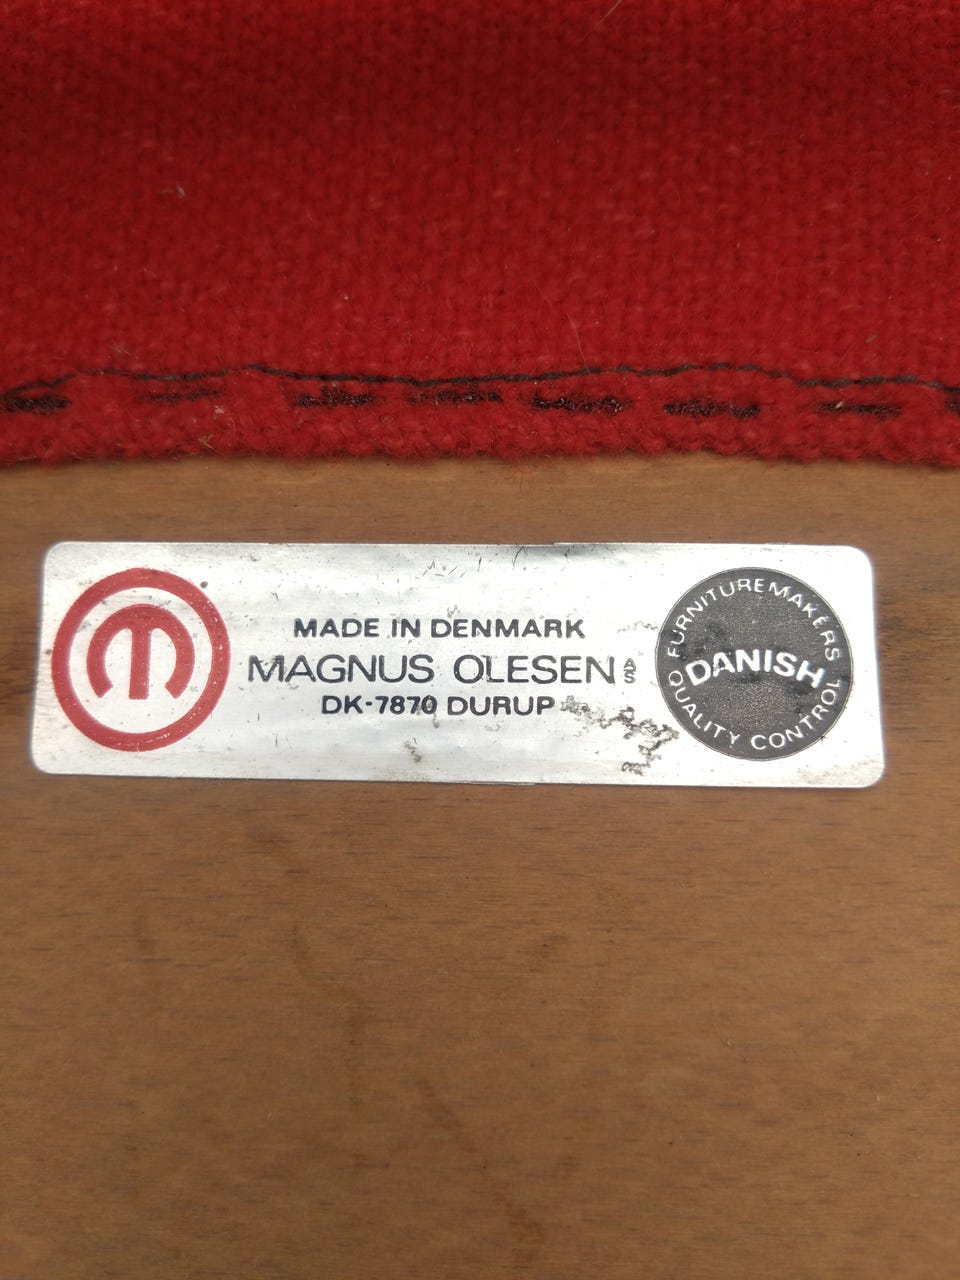 MADE IN DENMARK
MAGNUS OLESEN A/S
DK-7870 DURUP
FURNITUREMAKERS
DANISH
QUALITY CONTROL